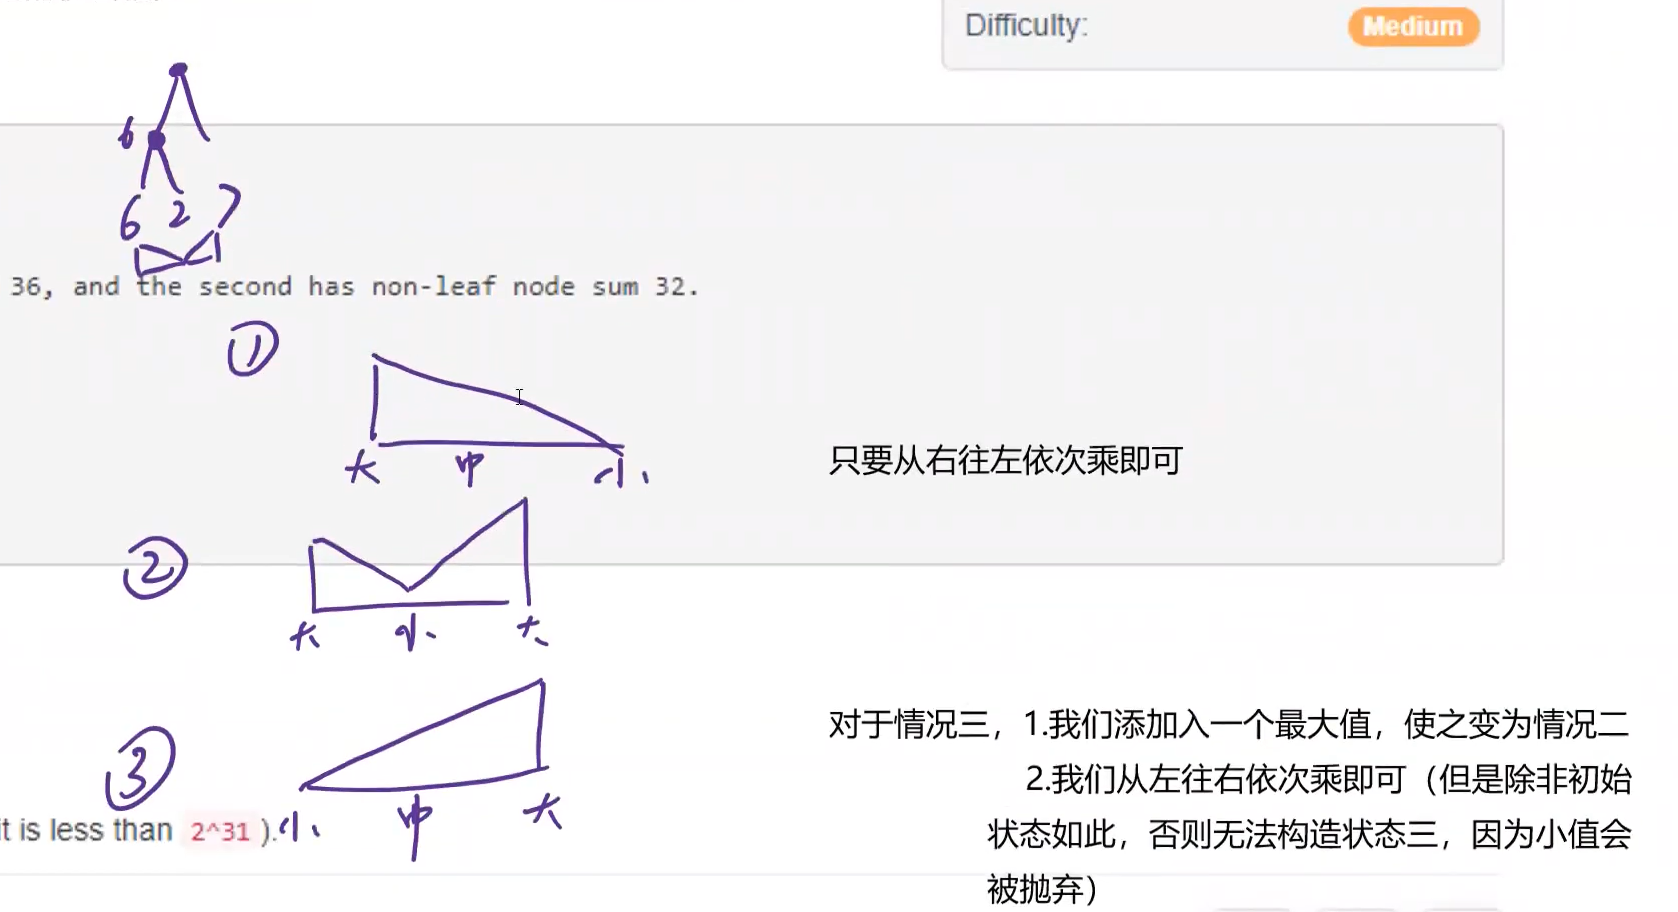 Difficulty:
Medium
6
6 2 7
36, and the second has non-leaf node sum 32.
①
大 中 小
只要从右往左依次乘即可
②
大 小 大
对于情况三，1.我们添加入一个最大值，使之变为情况二
2.我们从左往右依次乘即可（但是除非初始
状态如此，否则无法构造状态三，因为小值会
被抛弃）
③
小 中 大
it is less than 2^31 ).